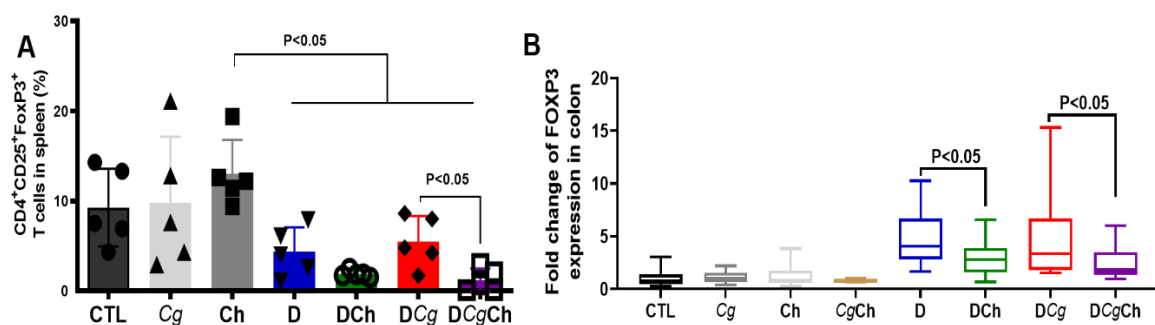 A
CD4+CD25+FoxP3+
T cells in spleen (%)
30
20
10
0
P<0.05
P<0.05
CTL Cg Ch D DCh DCg DCgCh
B
Fold change of FOXP3
expression in colon
20
15
10
5
0
P<0.05
P<0.05
CTL Cg Ch CgCh D DCh DCg DCgCh